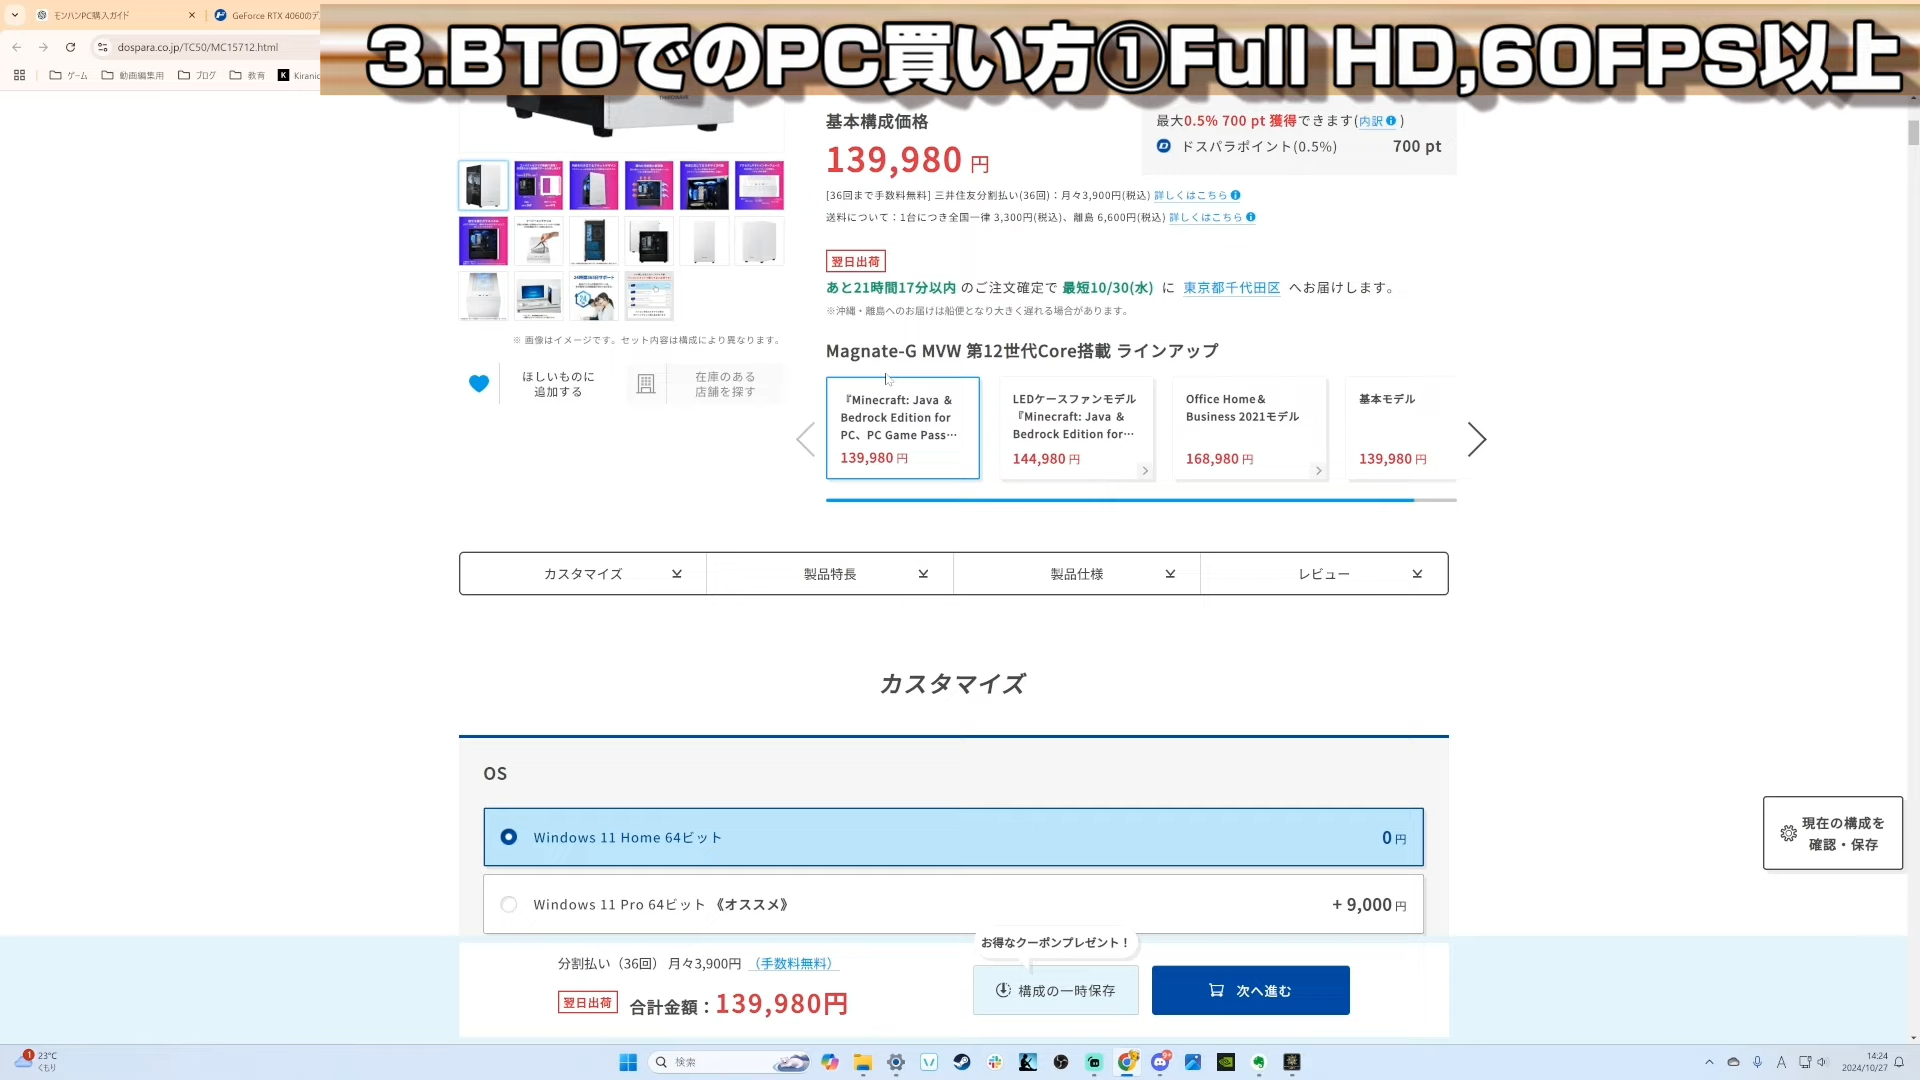 モンハンPC購入ガイド
GeForce RTX 4060のデ
dospara.co.jp/TC50/MC15712.html
ゲーム
動画編集用
ブログ
教育
3.BTOでのPC買い方①Full HD,60FPS以上
基本構成価格
139,980 円
最大0.5% 700 pt 獲得できます(内訳 )
ドスパラポイント(0.5%) 700 pt
[36回まで手数料無料] 三井住友分割払い(36回)：月々3,900円(税込) 詳しくはこちら
送料について：1台につき全国一律 3,300円(税込)、離島 6,600円(税込) 詳しくはこちら
翌日出荷
あと21時間17分以内 のご注文確定で 最短10/30(水) に 東京都千代田区 へお届けします。
※沖縄・離島へのお届けは船便となり大きく遅れる場合があります。
※ 画像はイメージです。セット内容は構成により異なります。
ほしいものに
追加する
在庫のある
店舗を探す
Magnate-G MVW 第12世代Core搭載 ラインアップ
『Minecraft: Java ＆
Bedrock Edition for
PC、PC Game Pass…
139,980 円
LEDケースファンモデル
『Minecraft: Java ＆
Bedrock Edition for…
144,980 円
Office Home＆
Business 2021モデル
168,980 円
基本モデル
139,980 円
カスタマイズ
製品特長
製品仕様
レビュー
カスタマイズ
OS
Windows 11 Home 64ビット 0 円
Windows 11 Pro 64ビット 《オススメ》 + 9,000 円
現在の構成を
確認・保存
お得なクーポンプレゼント！
分割払い（36回） 月々3,900円 （手数料無料）
翌日出荷 合計金額：139,980円
構成の一時保存
次へ進む
23°C
くもり
検索
14:24
2024/10/27